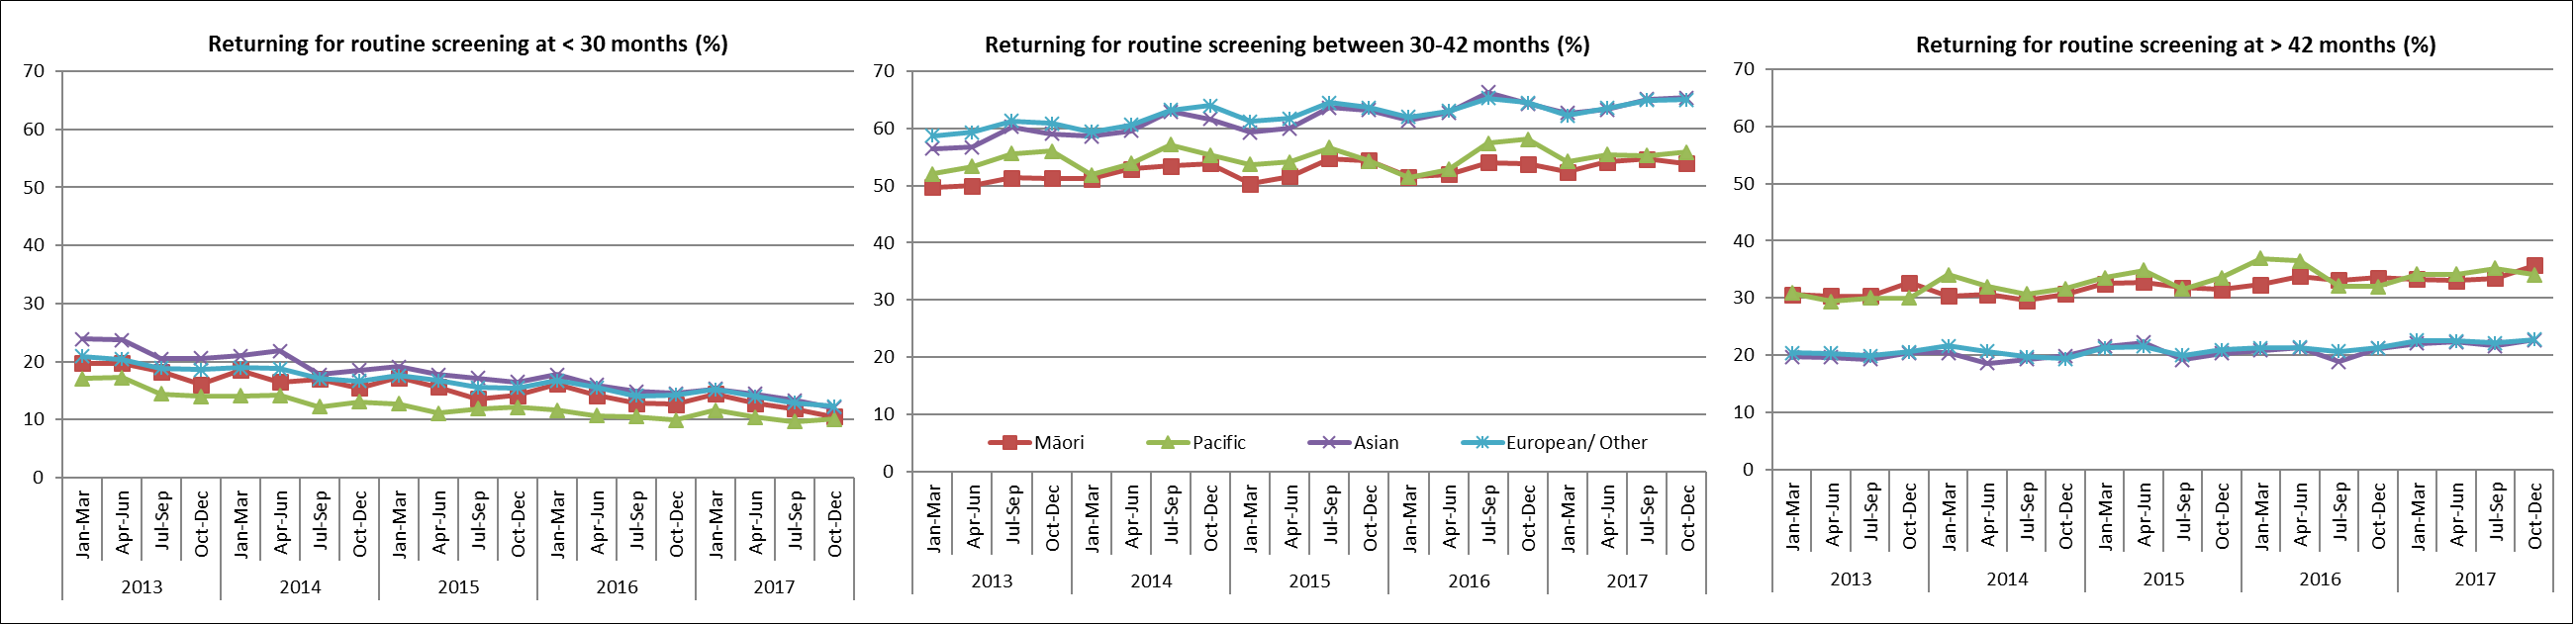 Returning for routine screening at < 30 months (%)
70
60
50
40
30
20
10
0
Jan-Mar Apr-Jun Jul-Sep Oct-Dec Jan-Mar Apr-Jun Jul-Sep Oct-Dec Jan-Mar Apr-Jun Jul-Sep Oct-Dec Jan-Mar Apr-Jun Jul-Sep Oct-Dec Jan-Mar Apr-Jun Jul-Sep Oct-Dec
2013 2014 2015 2016 2017
Returning for routine screening between 30-42 months (%)
70
60
50
40
30
20
10
0
Māori Pacific Asian European/ Other
Jan-Mar Apr-Jun Jul-Sep Oct-Dec Jan-Mar Apr-Jun Jul-Sep Oct-Dec Jan-Mar Apr-Jun Jul-Sep Oct-Dec Jan-Mar Apr-Jun Jul-Sep Oct-Dec Jan-Mar Apr-Jun Jul-Sep Oct-Dec
2013 2014 2015 2016 2017
Returning for routine screening at > 42 months (%)
70
60
50
40
30
20
10
0
Jan-Mar Apr-Jun Jul-Sep Oct-Dec Jan-Mar Apr-Jun Jul-Sep Oct-Dec Jan-Mar Apr-Jun Jul-Sep Oct-Dec Jan-Mar Apr-Jun Jul-Sep Oct-Dec Jan-Mar Apr-Jun Jul-Sep Oct-Dec
2013 2014 2015 2016 2017